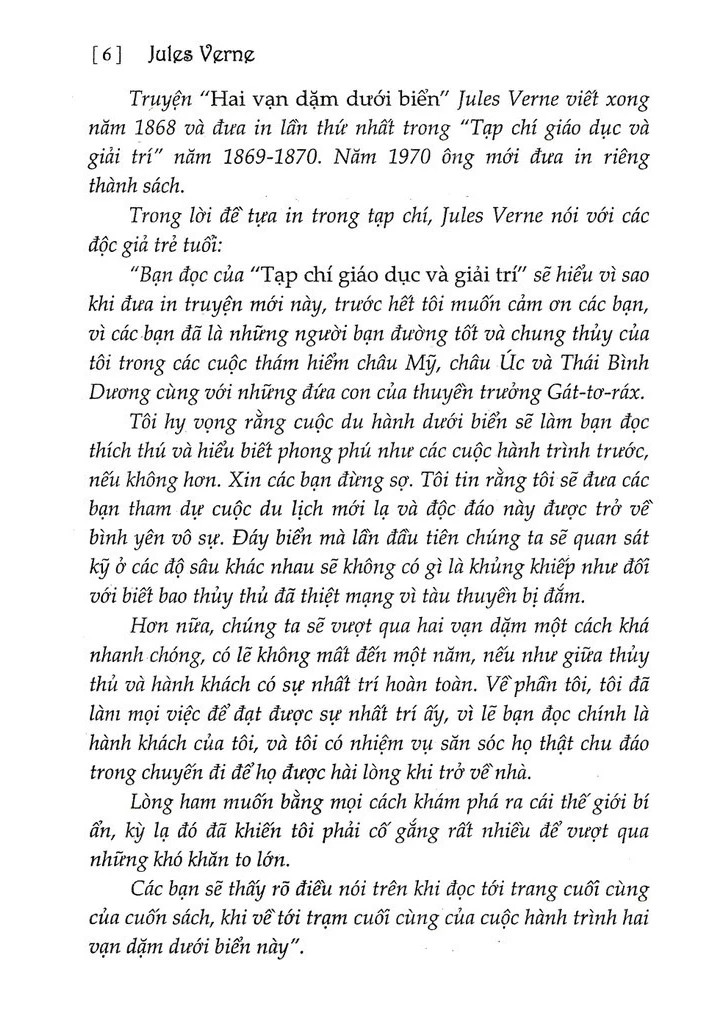 [ 6 ] Jules Verne
Truyện "Hai vạn dặm dưới biển" Jules Verne viết xong
năm 1868 và đưa in lần thứ nhất trong "Tạp chí giáo dục và
giải trí" năm 1869-1870. Năm 1970 ông mới đưa in riêng
thành sách.
Trong lời đề tựa in trong tạp chí, Jules Verne nói với các
độc giả trẻ tuổi:
"Bạn đọc của "Tạp chí giáo dục và giải trí" sẽ hiểu vì sao
khi đưa in truyện mới này, trước hết tôi muốn cảm ơn các bạn,
vì các bạn đã là những người bạn đường tốt và chung thủy của
tôi trong các cuộc thám hiểm châu Mỹ, châu Úc và Thái Bình
Dương cùng với những đứa con của thuyền trưởng Gát-tơ-ráx.
Tôi hy vọng rằng cuộc du hành dưới biển sẽ làm bạn đọc
thích thú và hiểu biết phong phú như các cuộc hành trình trước,
nếu không hơn. Xin các bạn đừng sợ. Tôi tin rằng tôi sẽ đưa các
bạn tham dự cuộc du lịch mới lạ và độc đáo này được trở về
bình yên vô sự. Đáy biển mà lần đầu tiên chúng ta sẽ quan sát
kỹ ở các độ sâu khác nhau sẽ không có gì là khủng khiếp như đối
với biết bao thủy thủ đã thiệt mạng vì tàu thuyền bị đắm.
Hơn nữa, chúng ta sẽ vượt qua hai vạn dặm một cách khá
nhanh chóng, có lẽ không mất đến một năm, nếu như giữa thủy
thủ và hành khách có sự nhất trí hoàn toàn. Về phần tôi, tôi đã
làm mọi việc để đạt được sự nhất trí ấy, vì lẽ bạn đọc chính là
hành khách của tôi, và tôi có nhiệm vụ săn sóc họ thật chu đáo
trong chuyến đi để họ được hài lòng khi trở về nhà.
Lòng ham muốn bằng mọi cách khám phá ra cái thế giới bí
ẩn, kỳ lạ đó đã khiến tôi phải cố gắng rất nhiều để vượt qua
những khó khăn to lớn.
Các bạn sẽ thấy rõ điều nói trên khi đọc tới trang cuối cùng
của cuốn sách, khi về tới trạm cuối cùng của cuộc hành trình hai
vạn dặm dưới biển này".